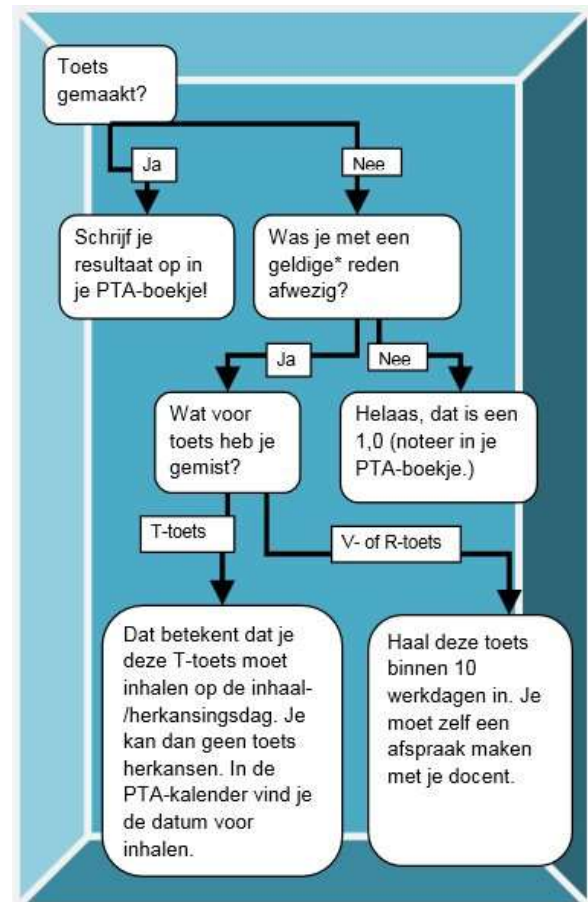 Toets
gemaakt?
Ja
Nee
Schrijf je
resultaat op in
je PTA-boekje!
Was je met een
geldige* reden
afwezig?
Ja
Nee
Wat voor
toets heb je
gemist?
Helaas, dat is een
1,0 (noteer in je
PTA-boekje.)
T-toets
V- of R-toets
Dat betekent dat je
deze T-toets moet
inhalen op de inhaal-
/herkansingsdag. Je
kan dan geen toets
herkansen. In de
PTA-kalender vind je
de datum voor
inhalen.
Haal deze toets
binnen 10
werkdagen in. Je
moet zelf een
afspraak maken
met je docent.